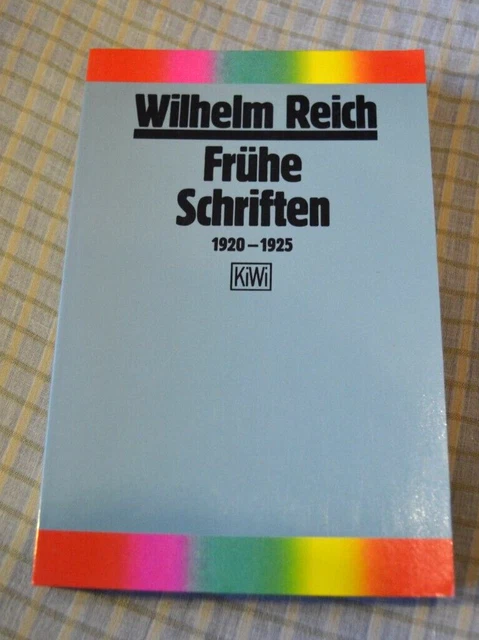 Wilhelm Reich
Frühe
Schriften
1920–1925
KiWi